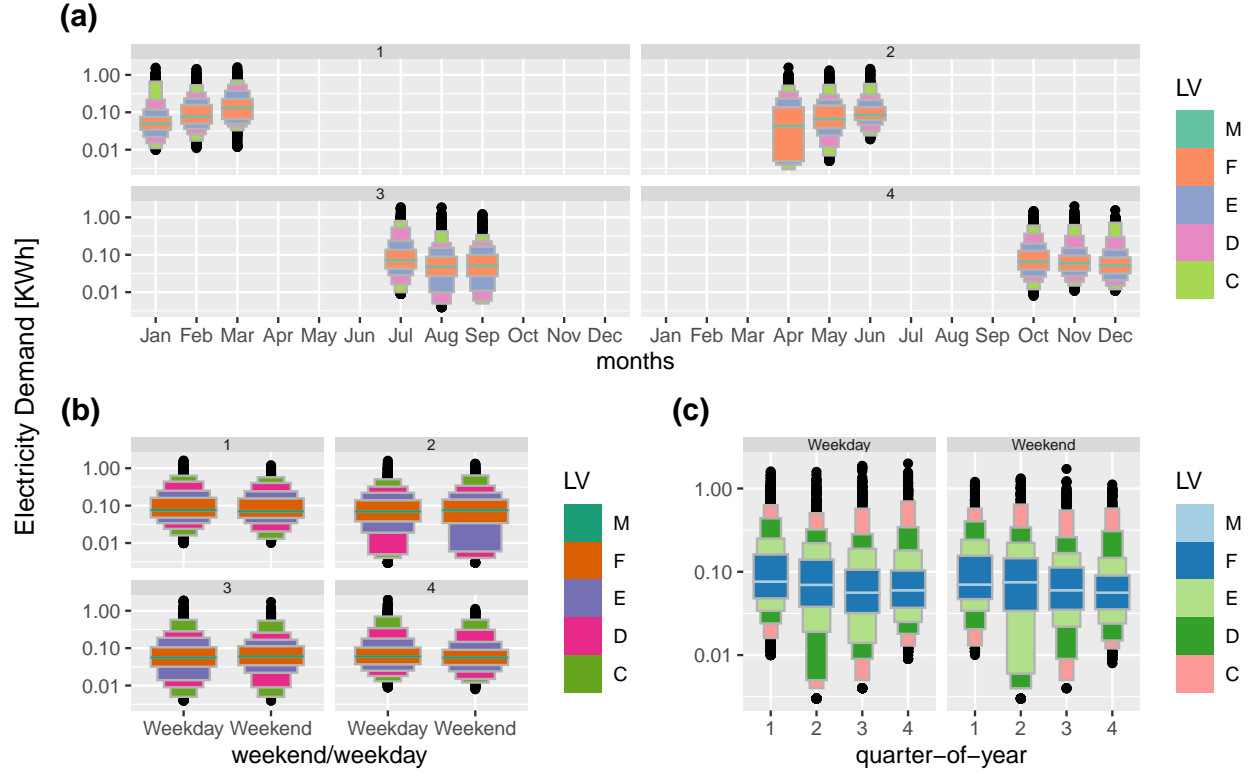 (a)
1 2
1.00
0.10
0.01
3 4
1.00
0.10
0.01
Jan Feb Mar Apr May Jun Jul Aug Sep Oct Nov Dec Jan Feb Mar Apr May Jun Jul Aug Sep Oct Nov Dec
months
LV
M
F
E
D
C
Electricity Demand [KWh]
(b)
1 2
1.00
0.10
0.01
3 4
1.00
0.10
0.01
Weekday Weekend Weekday Weekend
weekend/weekday
LV
M
F
E
D
C
(c)
Weekday Weekend
1.00
0.10
0.01
1 2 3 4 1 2 3 4
quarter−of−year
LV
M
F
E
D
C